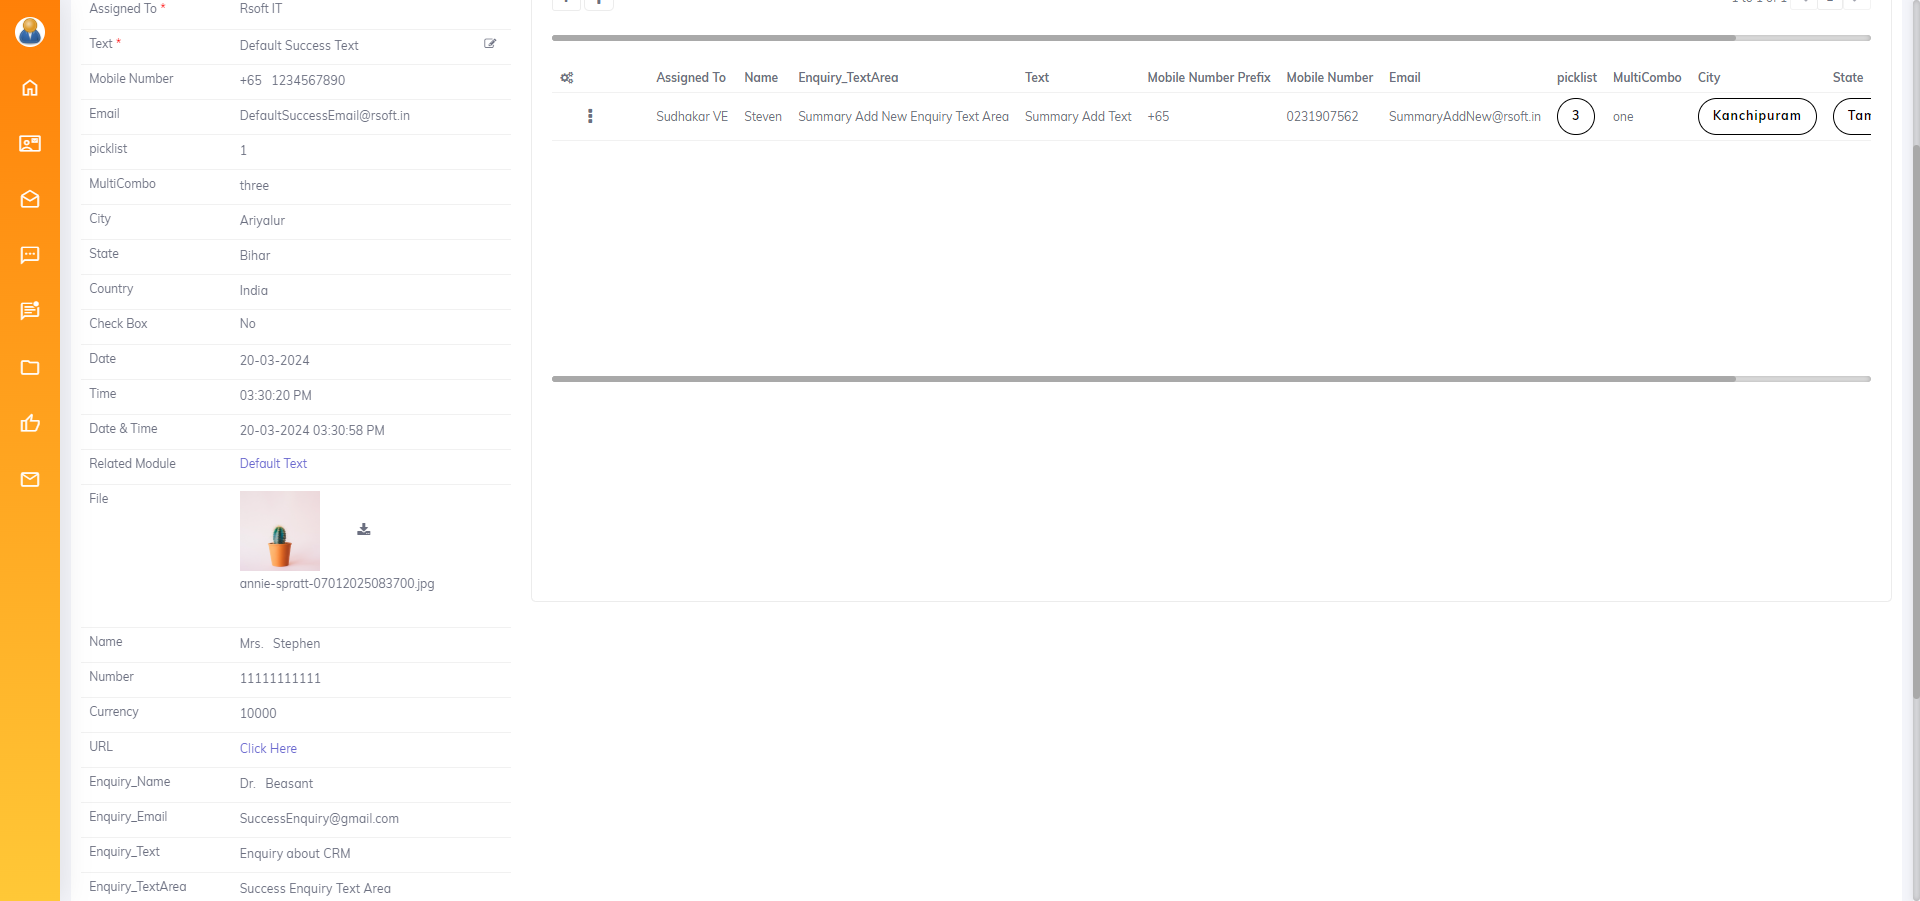 Assigned To * Rsoft IT
Text * Default Success Text
Mobile Number +65 1234567890
Email DefaultSuccessEmail@rsoft.in
picklist 1
MultiCombo three
City Ariyalur
State Bihar
Country India
Check Box No
Date 20-03-2024
Time 03:30:20 PM
Date & Time 20-03-2024 03:30:58 PM
Related Module Default Text
File
annie-spratt-07012025083700.jpg
Name Mrs. Stephen
Number 11111111111
Currency 10000
URL Click Here
Enquiry_Name Dr. Beasant
Enquiry_Email SuccessEnquiry@gmail.com
Enquiry_Text Enquiry about CRM
Enquiry_TextArea Success Enquiry Text Area
Assigned To Name Enquiry_TextArea Text Mobile Number Prefix Mobile Number Email picklist MultiCombo City State
Sudhakar VE Steven Summary Add New Enquiry Text Area Summary Add Text +65 0231907562 SummaryAddNew@rsoft.in 3 one Kanchipuram Tam